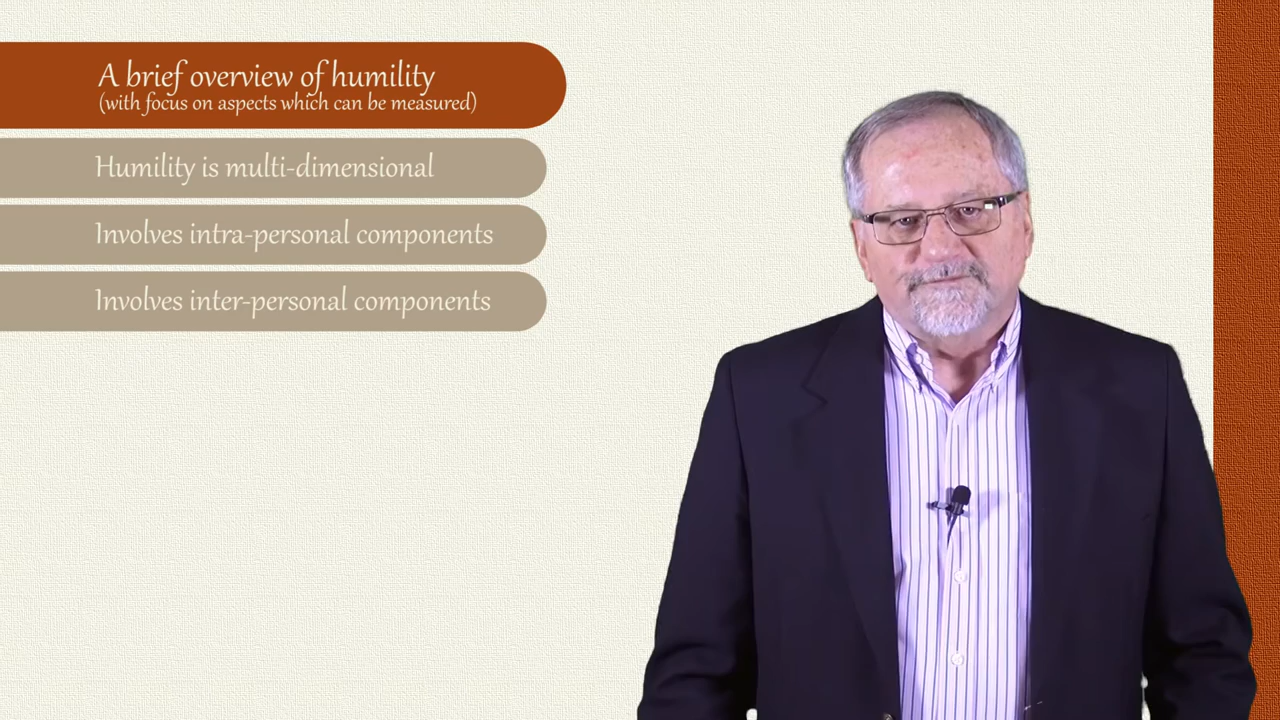 A brief overview of humility
(with focus on aspects which can be measured)
Humility is multi-dimensional
Involves intra-personal components
Involves inter-personal components